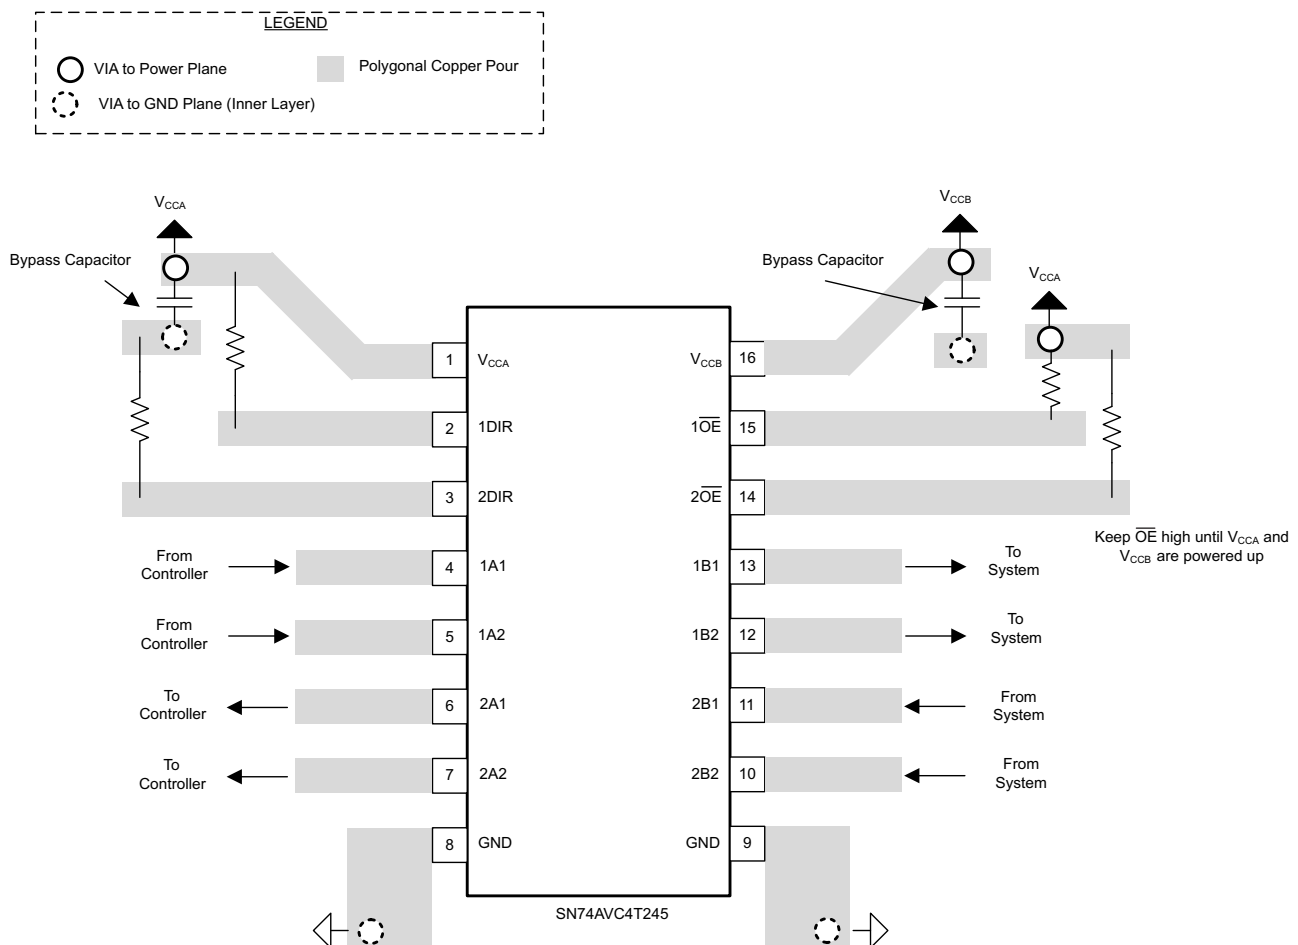 LEGEND
VIA to Power Plane
Polygonal Copper Pour
VIA to GND Plane (Inner Layer)
VCCA
VCCB
Bypass Capacitor
Bypass Capacitor
VCCA
1 VCCA
VCCB 16
2 1DIR
1OE 15
3 2DIR
2OE 14
Keep OE high until VCCA and
VCCB are powered up
From
Controller
4 1A1
1B1 13
To
System
From
Controller
5 1A2
1B2 12
To
System
To
Controller
6 2A1
2B1 11
From
System
To
Controller
7 2A2
2B2 10
From
System
8 GND
GND 9
SN74AVC4T245